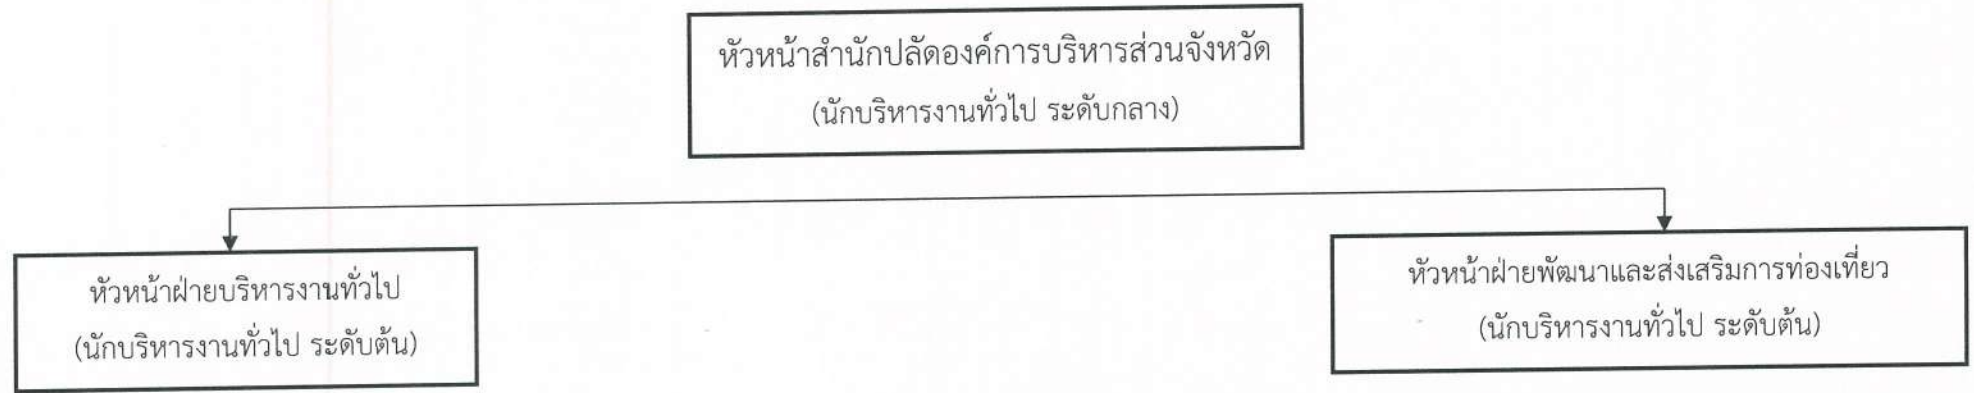 หัวหน้าสำนักปลัดองค์การบริหารส่วนจังหวัด
(นักบริหารงานทั่วไป ระดับกลาง)
หัวหน้าฝ่ายบริหารงานทั่วไป
(นักบริหารงานทั่วไป ระดับต้น)
หัวหน้าฝ่ายพัฒนาและส่งเสริมการท่องเที่ยว
(นักบริหารงานทั่วไป ระดับต้น)